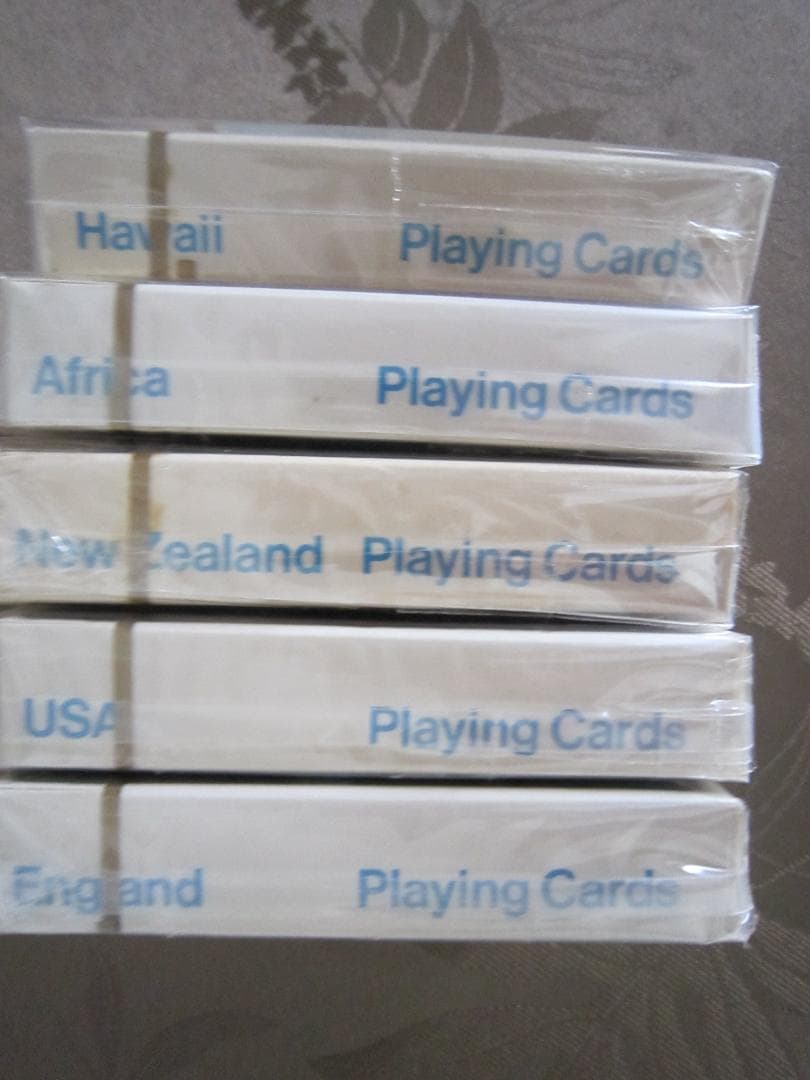 Hawaii Playing Cards
Africa Playing Cards
New Zealand Playing Cards
USA Playing Cards
England Playing Cards